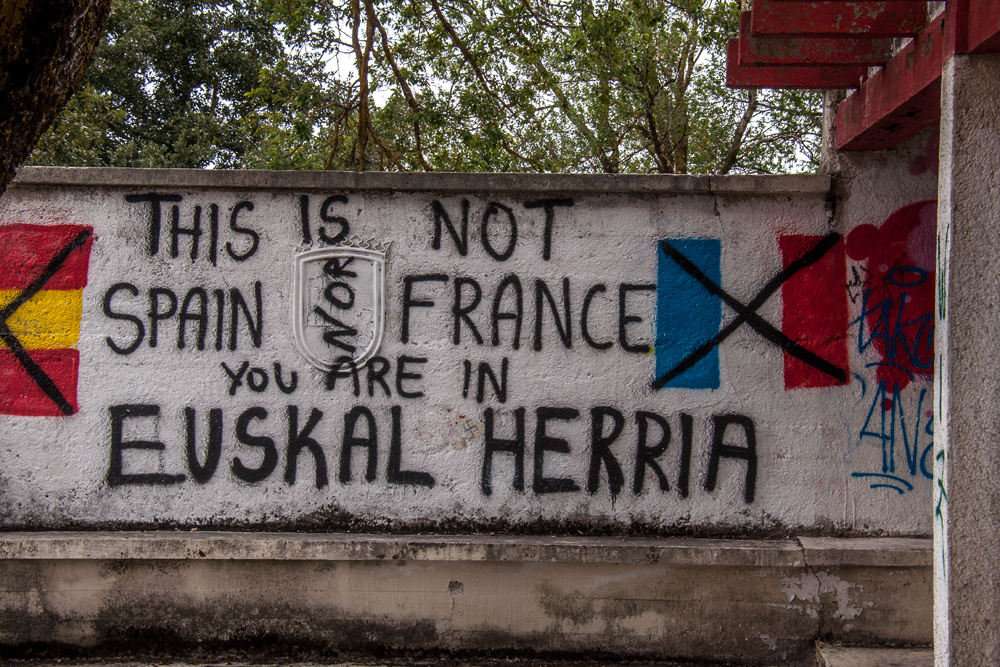 THIS IS NOT
SPAIN NOR FRANCE
YOU ARE IN
EUSKAL HERRIA